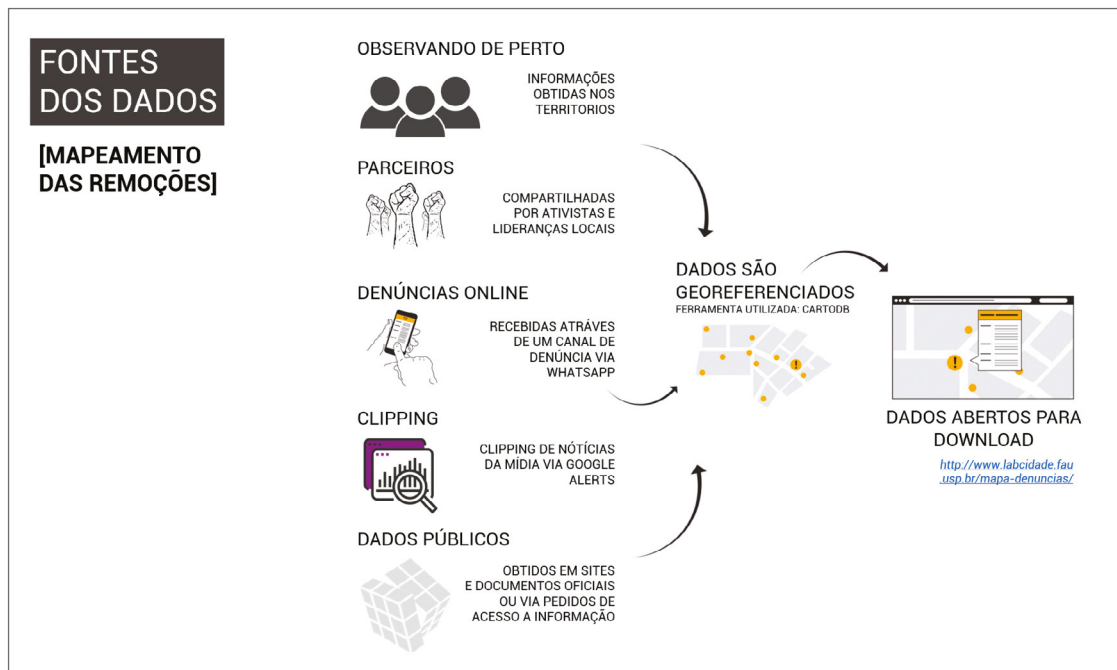 FONTES
DOS DADOS
[MAPEAMENTO
DAS REMOÇÕES]
OBSERVANDO DE PERTO
INFORMAÇÕES
OBTIDAS NOS
TERRITORIOS
PARCEIROS
COMPARTILHADAS
POR ATIVISTAS E
LIDERANÇAS LOCAIS
DENÚNCIAS ONLINE
RECEBIDAS ATRÁVES
DE UM CANAL DE
DENÚNCIA VIA
WHATSAPP
CLIPPING
CLIPPING DE NÓTÍCIAS
DA MÍDIA VIA GOOGLE
ALERTS
DADOS PÚBLICOS
OBTIDOS EM SITES
E DOCUMENTOS OFICIAIS
OU VIA PEDIDOS DE
ACESSO A INFORMAÇÃO
DADOS SÃO
GEOREFERENCIADOS
FERRAMENTA UTILIZADA: CARTODB
!
!
DADOS ABERTOS PARA
DOWNLOAD
http://www.labcidade.fau
.usp.br/mapa-denuncias/